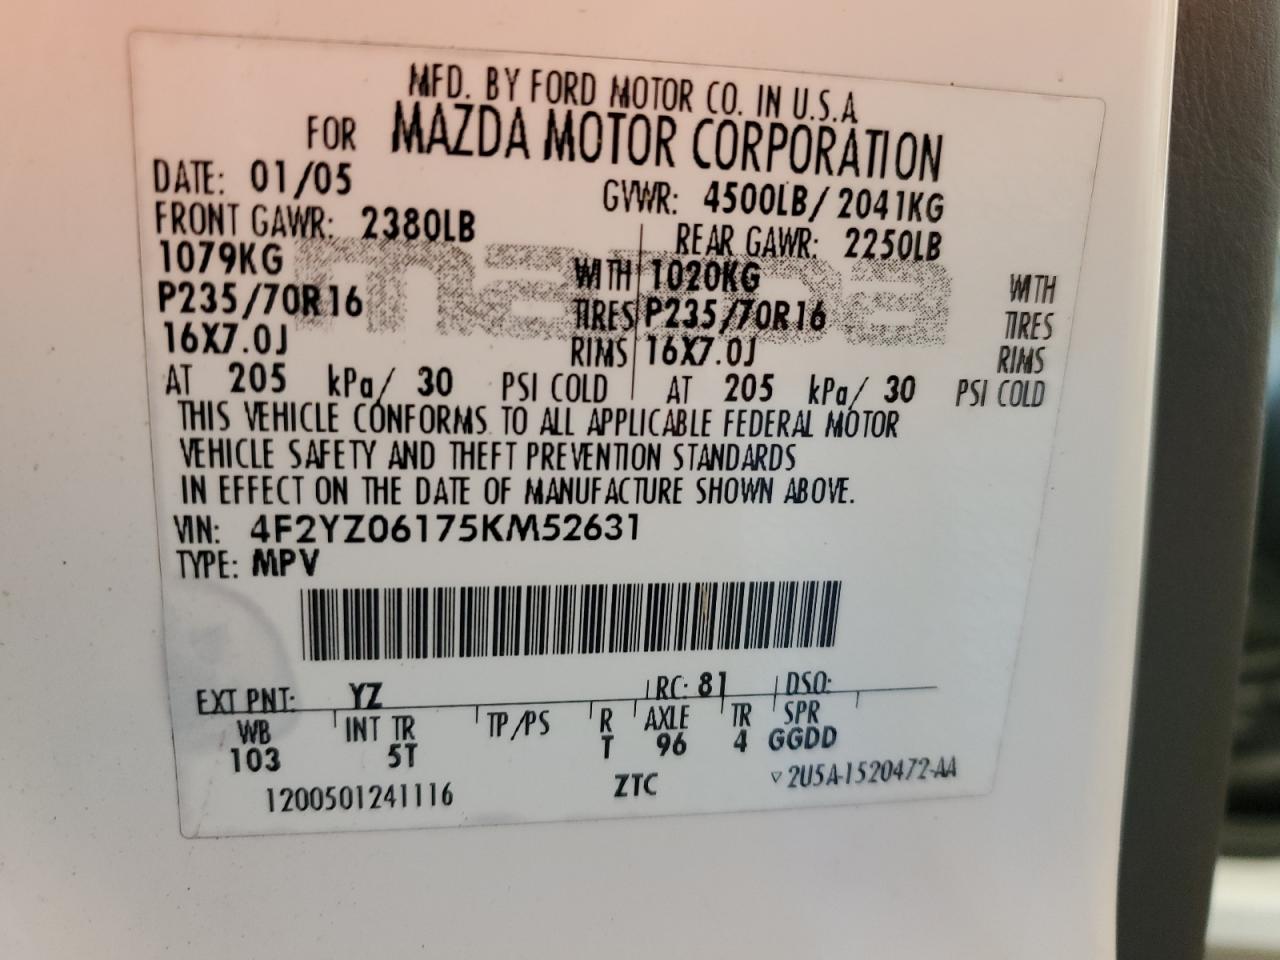 MFD. BY FORD MOTOR CO. IN U.S.A
FOR MAZDA MOTOR CORPORATION
DATE: 01/05 GVWR: 4500LB/2041KG
FRONT GAWR: 2380LB REAR GAWR: 2250LB
1079KG WITH 1020KG WITH
P235/70R16 TIRES P235/70R16 TIRES
16X7.0J RIMS 16X7.0J RIMS
AT 205 kPa/ 30 PSI COLD AT 205 kPa/ 30 PSI COLD
mazda
THIS VEHICLE CONFORMS TO ALL APPLICABLE FEDERAL MOTOR
VEHICLE SAFETY AND THEFT PREVENTION STANDARDS
IN EFFECT ON THE DATE OF MANUFACTURE SHOWN ABOVE.
VIN: 4F2YZ06175KM52631
TYPE: MPV
EXT PNT: YZ RC: 81 DSO:
WB INT TR TP/PS R AXLE TR SPR
103 5T T 96 4 GGDD
1200501241116 ZTC ▽2U5A-1520472-AA